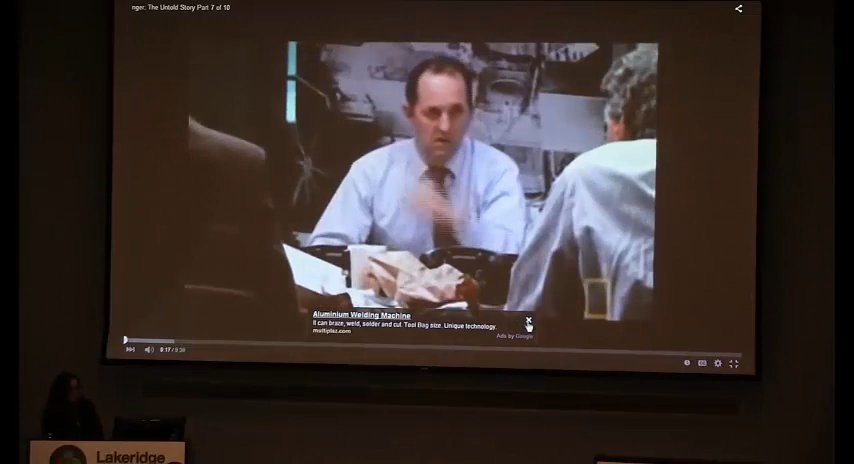 nger: The Untold Story Part 7 of 10
Aluminium Welding Machine
It can braze, weld, solder and cut. Tool Bag size. Unique technology.
multiplaz.com
Ads by Google
0:17 / 9:38
Lakeridge